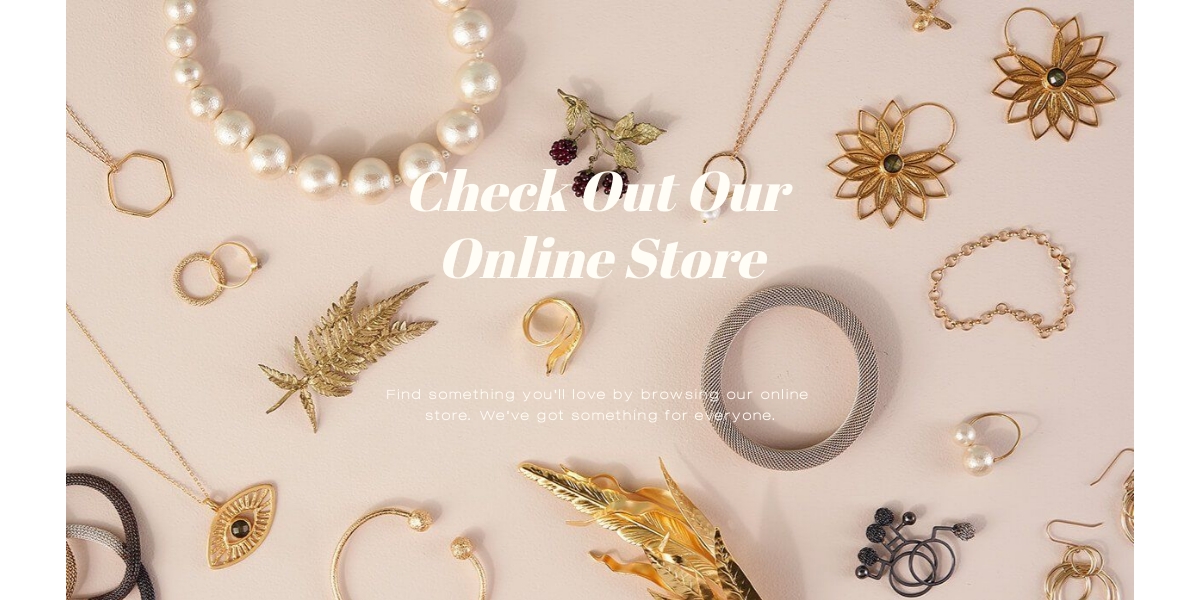 Check Out Our
Online Store
Find something you'll love by browsing our online
store. We've got something for everyone.